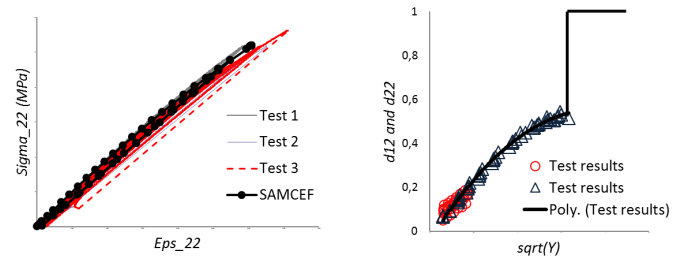 Sigma_22 (MPa)
Test 1
Test 2
Test 3
SAMCEF
Eps_22
d12 and d22
1
0,8
0,6
0,4
0,2
0
Test results
Test results
Poly. (Test results)
sqrt(Y)